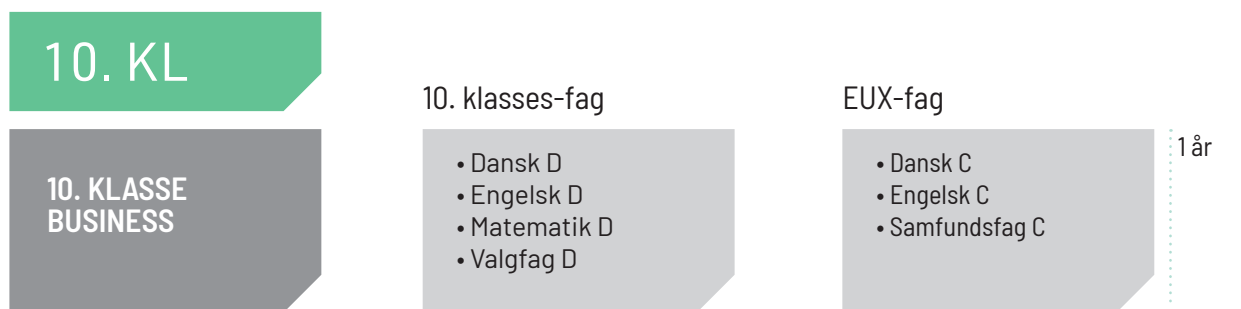 10. KL
10. KLASSE
BUSINESS
10. klasses-fag
• Dansk D
• Engelsk D
• Matematik D
• Valgfag D
EUX-fag
• Dansk C
• Engelsk C
• Samfundsfag C
1 år